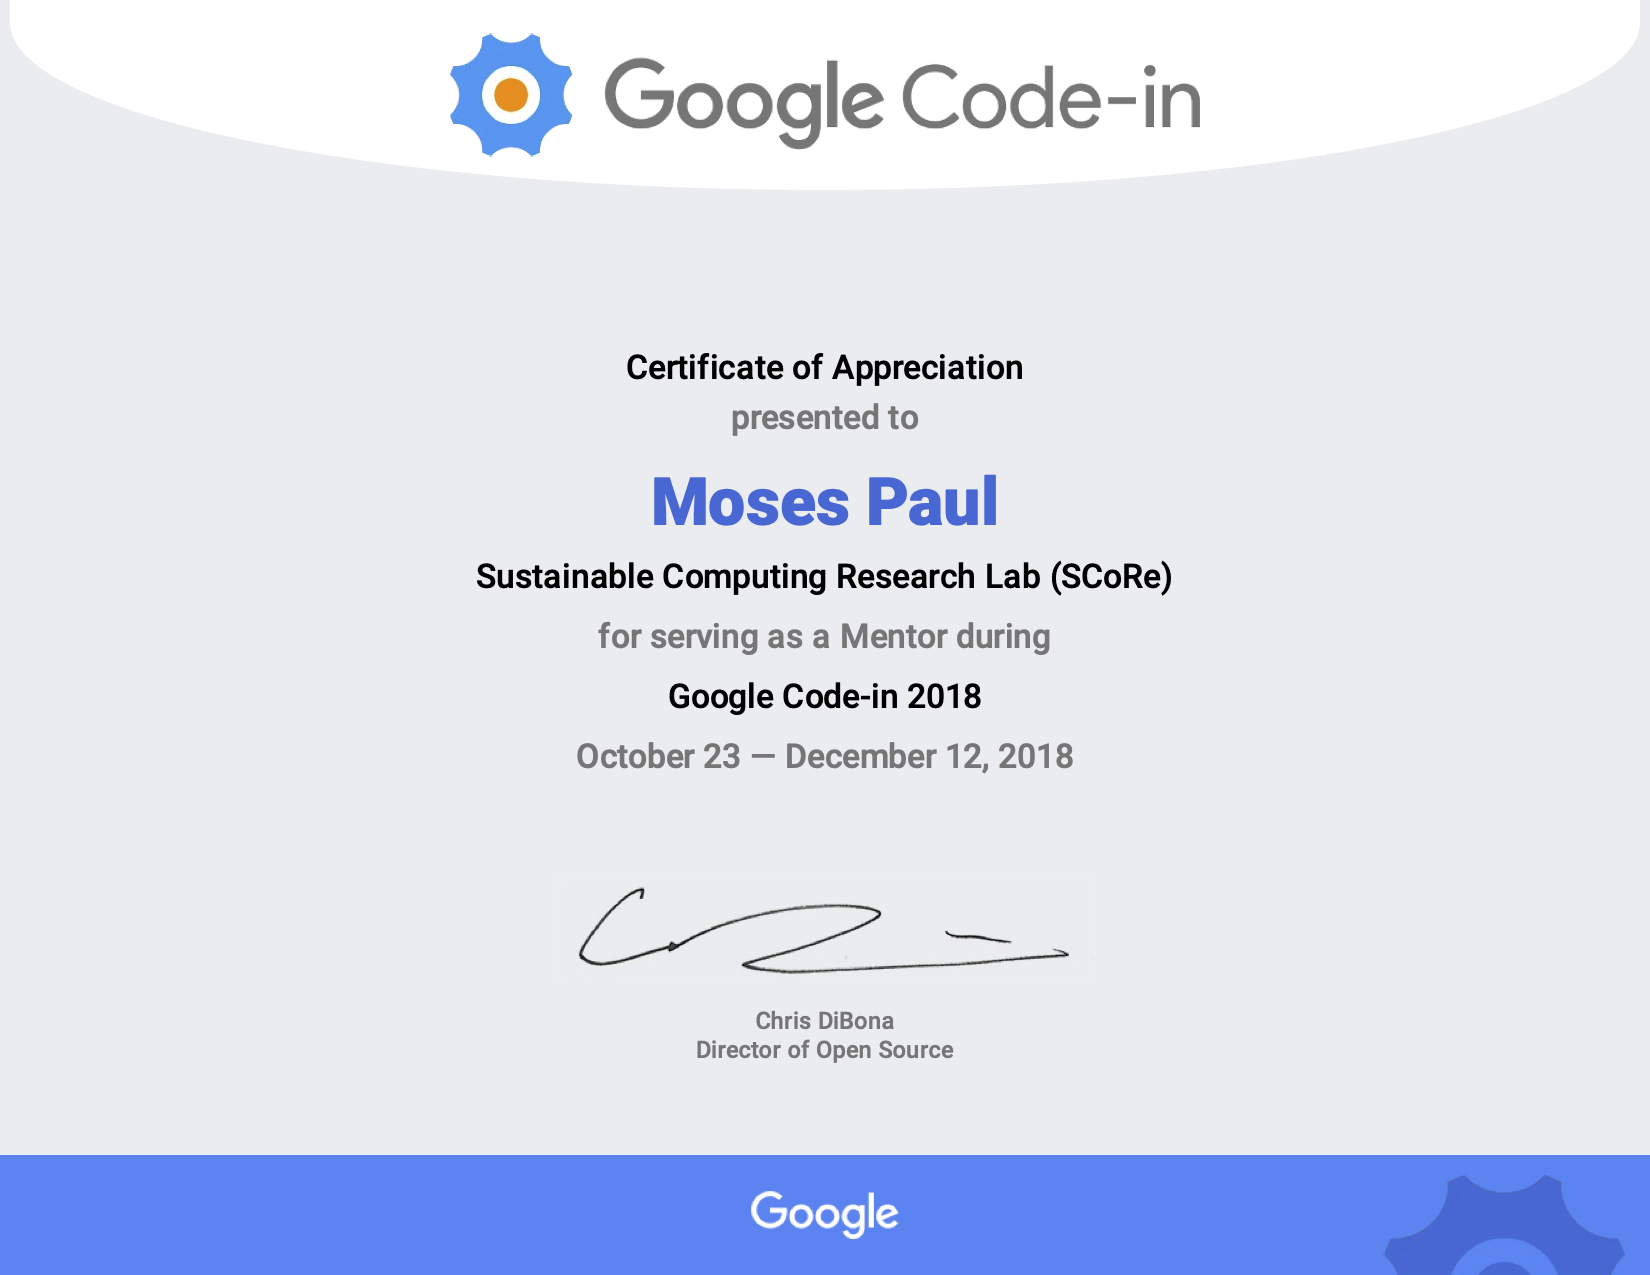 Google Code-in
Certificate of Appreciation
presented to
Moses Paul
Sustainable Computing Research Lab (SCoRe)
for serving as a Mentor during
Google Code-in 2018
October 23 — December 12, 2018
Chris DiBona
Director of Open Source
Google